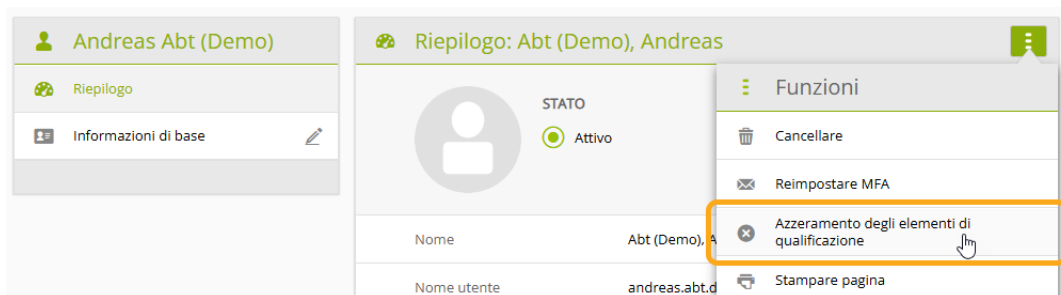 Andreas Abt (Demo)
Riepilogo
Informazioni di base
Riepilogo: Abt (Demo), Andreas
STATO
Attivo
Nome
Abt (Demo), A
Nome utente
andreas.abt.d
Funzioni
Cancellare
Reimpostare MFA
Azzeramento degli elementi di
qualificazione
Stampare pagina